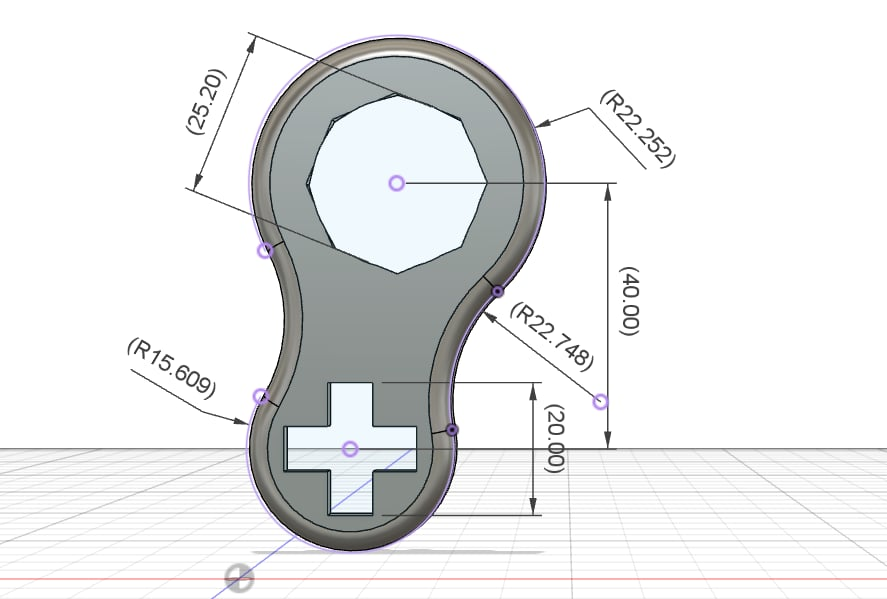 (25.20)
(R22.252)
(40.00)
(R22.748)
(R15.609)
(20.00)